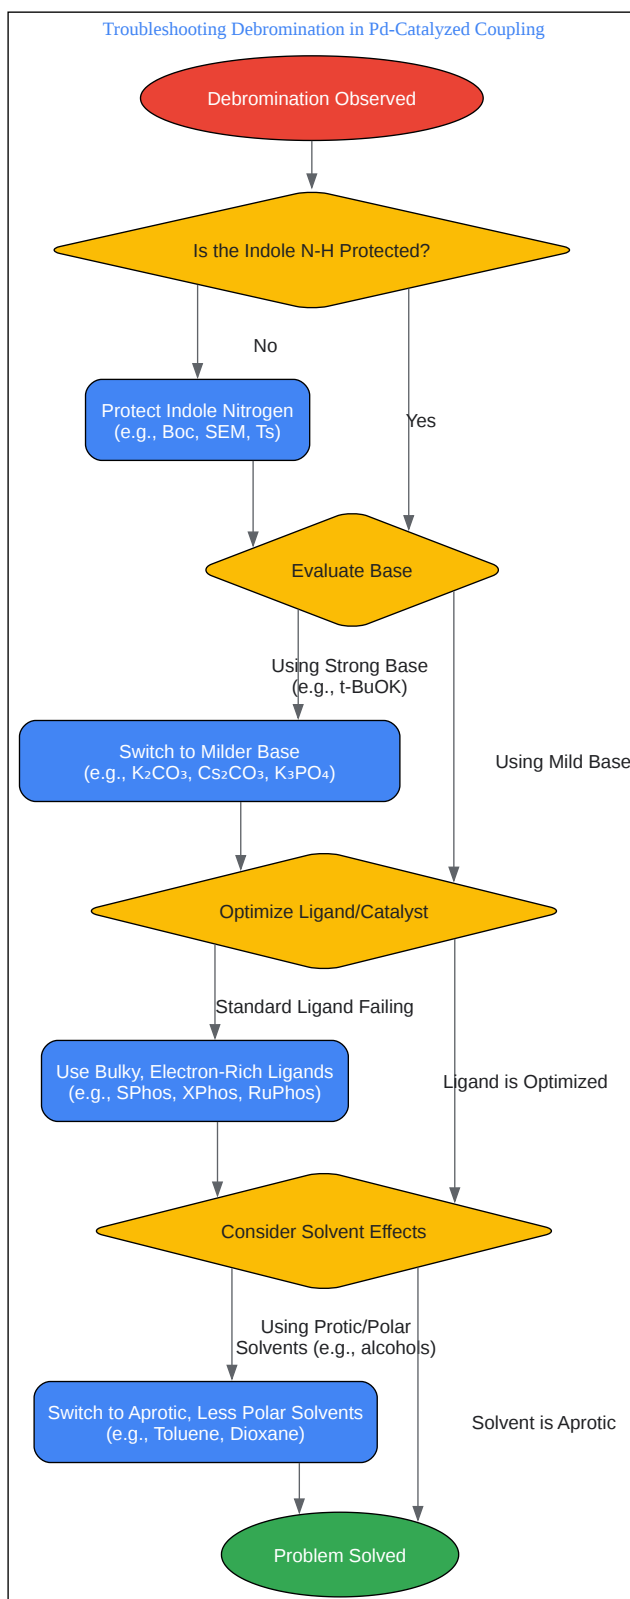 Troubleshooting Debromination in Pd-Catalyzed Coupling
Debromination Observed
Is the Indole N-H Protected?
No
Protect Indole Nitrogen
(e.g., Boc, SEM, Ts)
Yes
Evaluate Base
Using Strong Base
(e.g., t-BuOK)
Switch to Milder Base
(e.g., K₂CO₃, Cs₂CO₃, K₃PO₄)
Using Mild Base
Optimize Ligand/Catalyst
Standard Ligand Failing
Use Bulky, Electron-Rich Ligands
(e.g., SPhos, XPhos, RuPhos)
Ligand is Optimized
Consider Solvent Effects
Using Protic/Polar
Solvents (e.g., alcohols)
Switch to Aprotic, Less Polar Solvents
(e.g., Toluene, Dioxane)
Solvent is Aprotic
Problem Solved